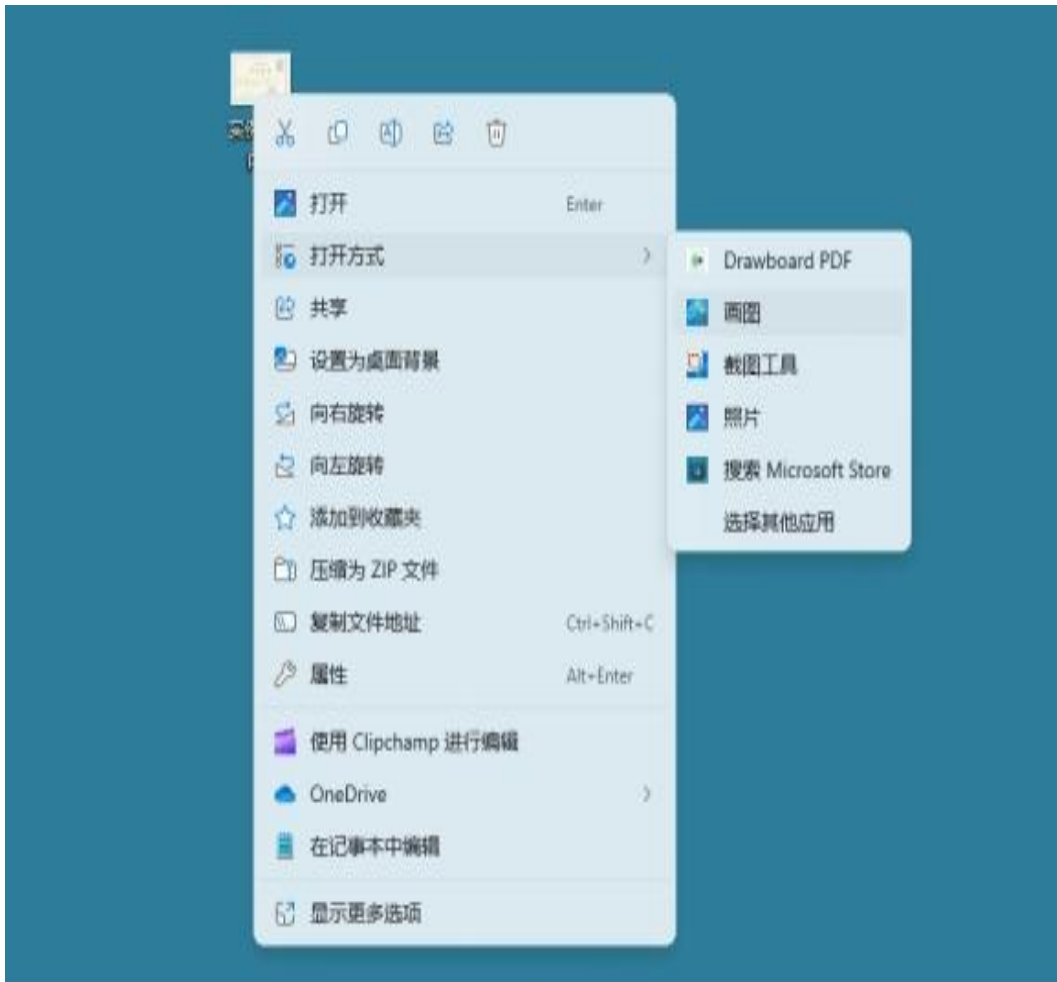 打开 Enter
打开方式
共享
设置为桌面背景
向右旋转
向左旋转
添加到收藏夹
压缩为 ZIP 文件
复制文件地址 Ctrl+Shift+C
属性 Alt+Enter
使用 Clipchamp 进行编辑
OneDrive
在记事本中编辑
显示更多选项
Drawboard PDF
画图
截图工具
照片
搜索 Microsoft Store
选择其他应用